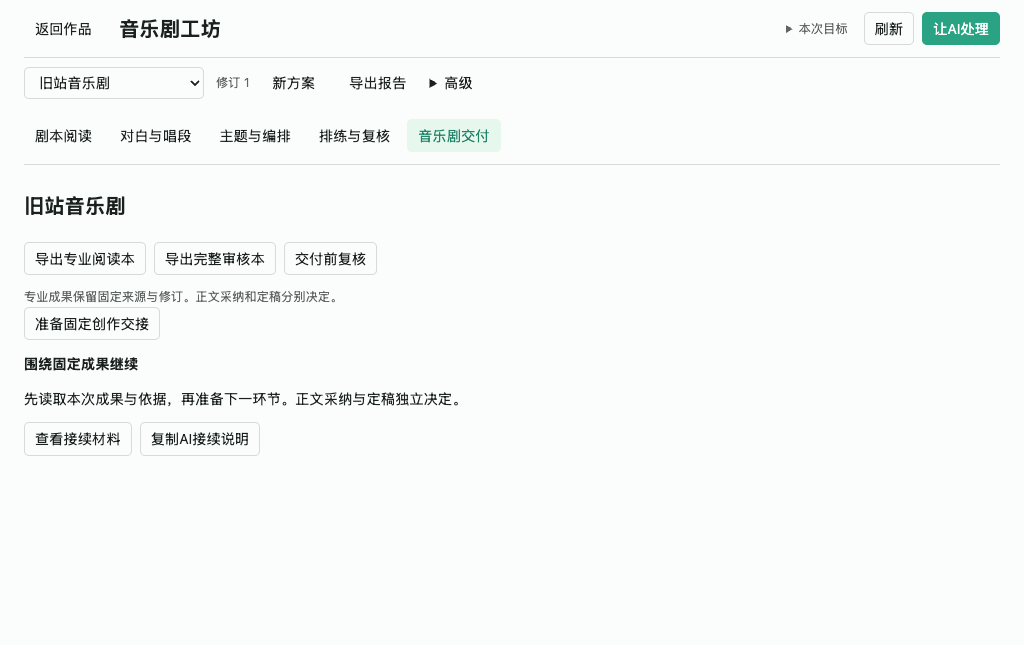 返回作品 音乐剧工坊 本次目标 刷新 让AI处理
旧站音乐剧 修订 1 新方案 导出报告 高级
剧本阅读 对白与唱段 主题与编排 排练与复核 音乐剧交付
旧站音乐剧
导出专业阅读本 导出完整审核本 交付前复核
专业成果保留固定来源与修订。正文采纳和定稿分别决定。
准备固定创作交接
围绕固定成果继续
先读取本次成果与依据，再准备下一环节。正文采纳与定稿独立决定。
查看接续材料 复制AI接续说明